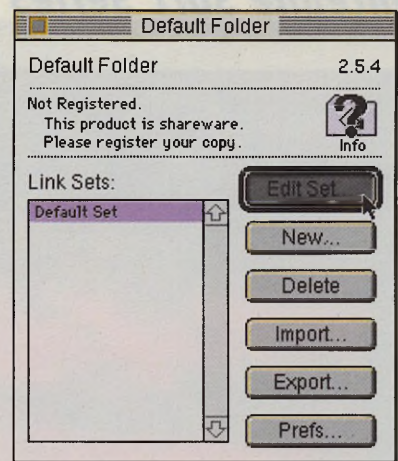 Default Folder
Default Folder 2.5.4
Not Registered.
This product is shareware.
Please register your copy.
Info
Link Sets:
Default Set
Edit Set...
New...
Delete
Import...
Export...
Prefs...